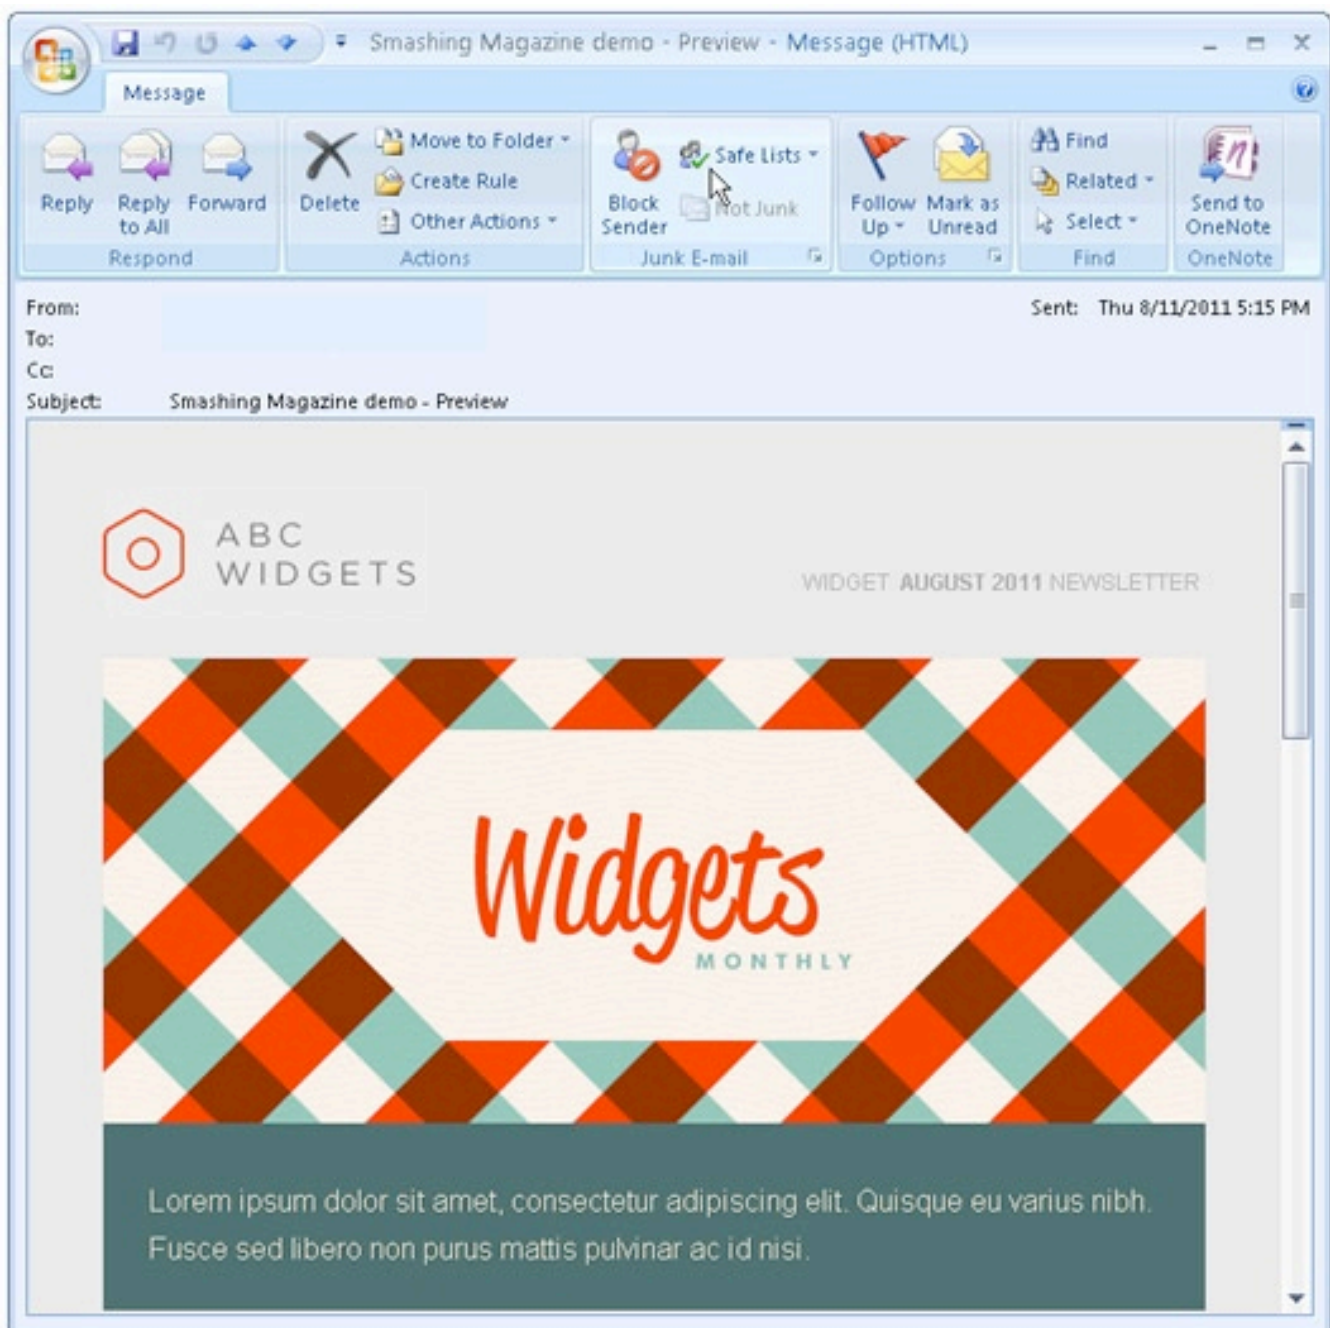 Smashing Magazine demo - Preview - Message (HTML)
Message
Reply
Reply to All
Forward
Respond
Delete
Move to Folder
Create Rule
Other Actions
Actions
Block Sender
Safe Lists
Not Junk
Junk E-mail
Follow Up
Mark as Unread
Options
Find
Related
Select
Find
Send to OneNote
OneNote
From:
Sent: Thu 8/11/2011 5:15 PM
To:
Cc:
Subject: Smashing Magazine demo - Preview
ABC
WIDGETS
WIDGET AUGUST 2011 NEWSLETTER
Widgets
MONTHLY
Lorem ipsum dolor sit amet, consectetur adipiscing elit. Quisque eu varius nibh.
Fusce sed libero non purus mattis pulvinar ac id nisi.